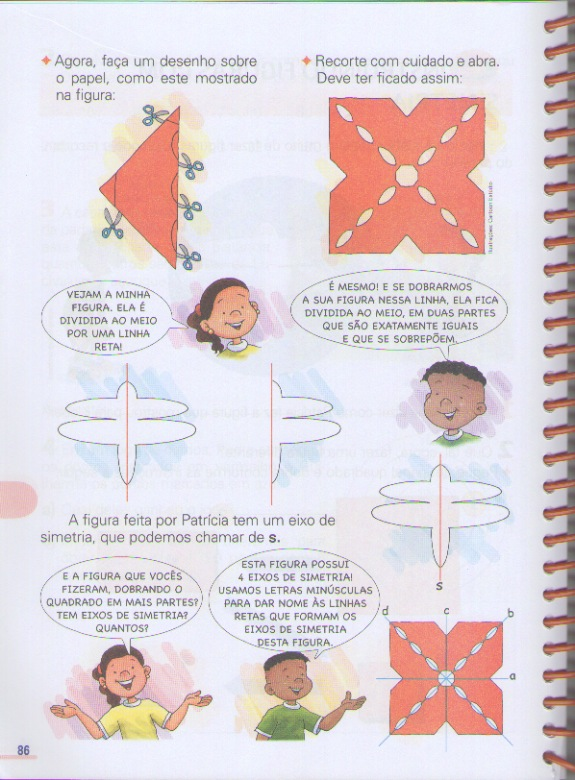 Agora, faça um desenho sobre
o papel, como este mostrado
na figura:
Recorte com cuidado e abra.
Deve ter ficado assim:
Ilustrações:
VEJAM A MINHA
FIGURA. ELA É
DIVIDIDA AO MEIO
POR UMA LINHA
RETA!
É MESMO! E SE DOBRARMOS
A SUA FIGURA NESSA LINHA, ELA FICA
DIVIDIDA AO MEIO, EM DUAS PARTES
QUE SÃO EXATAMENTE IGUAIS
E QUE SE SOBREPÕEM.
A figura feita por Patrícia tem um eixo de
simetria, que podemos chamar de s.
s
E A FIGURA QUE VOCÊS
FIZERAM, DOBRANDO O
QUADRADO EM MAIS PARTES?
TEM EIXOS DE SIMETRIA?
QUANTOS?
ESTA FIGURA POSSUI
4 EIXOS DE SIMETRIA!
USAMOS LETRAS MINÚSCULAS
PARA DAR NOME ÀS LINHAS
RETAS QUE FORMAM OS
EIXOS DE SIMETRIA
DESTA FIGURA.
d
c
b
a
86